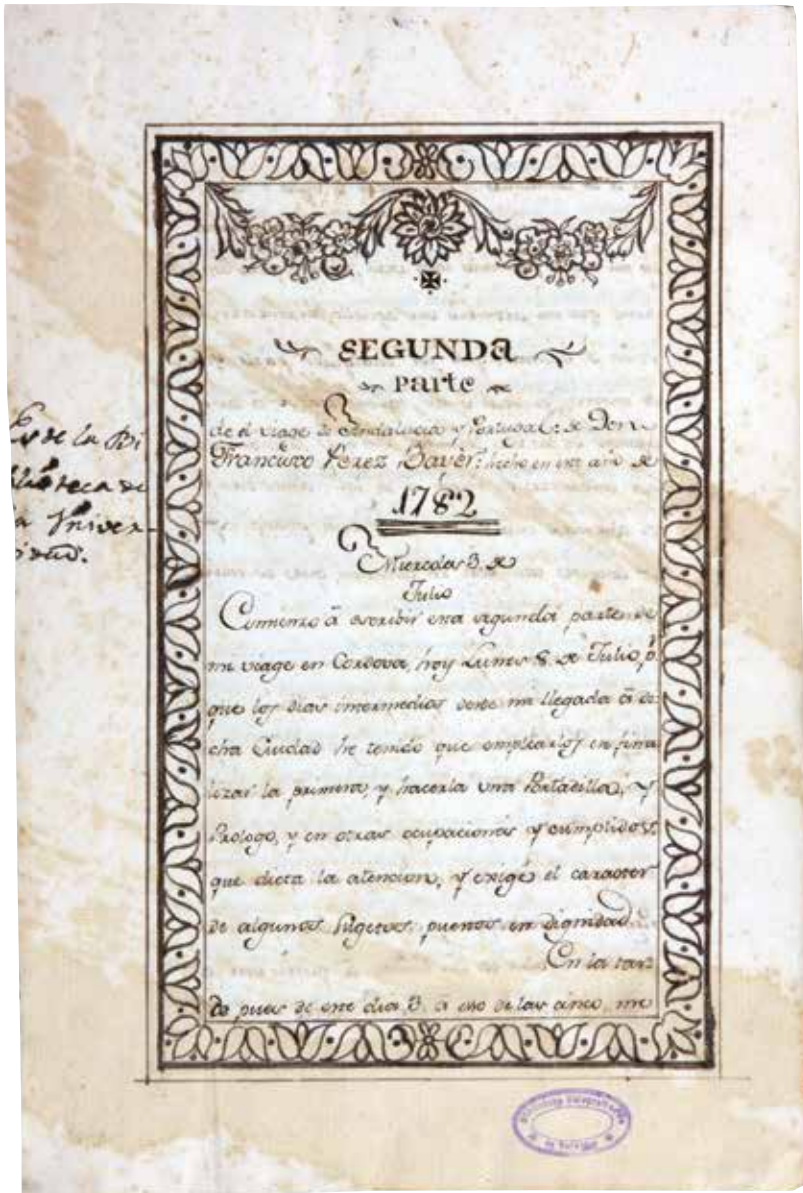 SEGUNDA
Parte
de el viage de Andalucia y Portugal: de Don
Francisco Perez Bayer: hecho en este año de
1782
Miercoles 3. de
Julio
Comienzo â escribir esta segunda parte de
mi viage en Cordova, hoy Lunes 8. de Julio, pr
que los dias intermedios desde mi llegada â di
cha Ciudad he tenido que emplearlos en fina
lizar la primera, y hacerla una Portadilla, y
Prologo, y en otras ocupaciones y cumplidos
que dicta la atencion, y exige el caracter
de algunos Sugetos puestos en dignidad.
En la tar
de pues de este dia 3. a eso de las cinco, me
Es de la Bi
blioteca de
la Univer-
sidad.